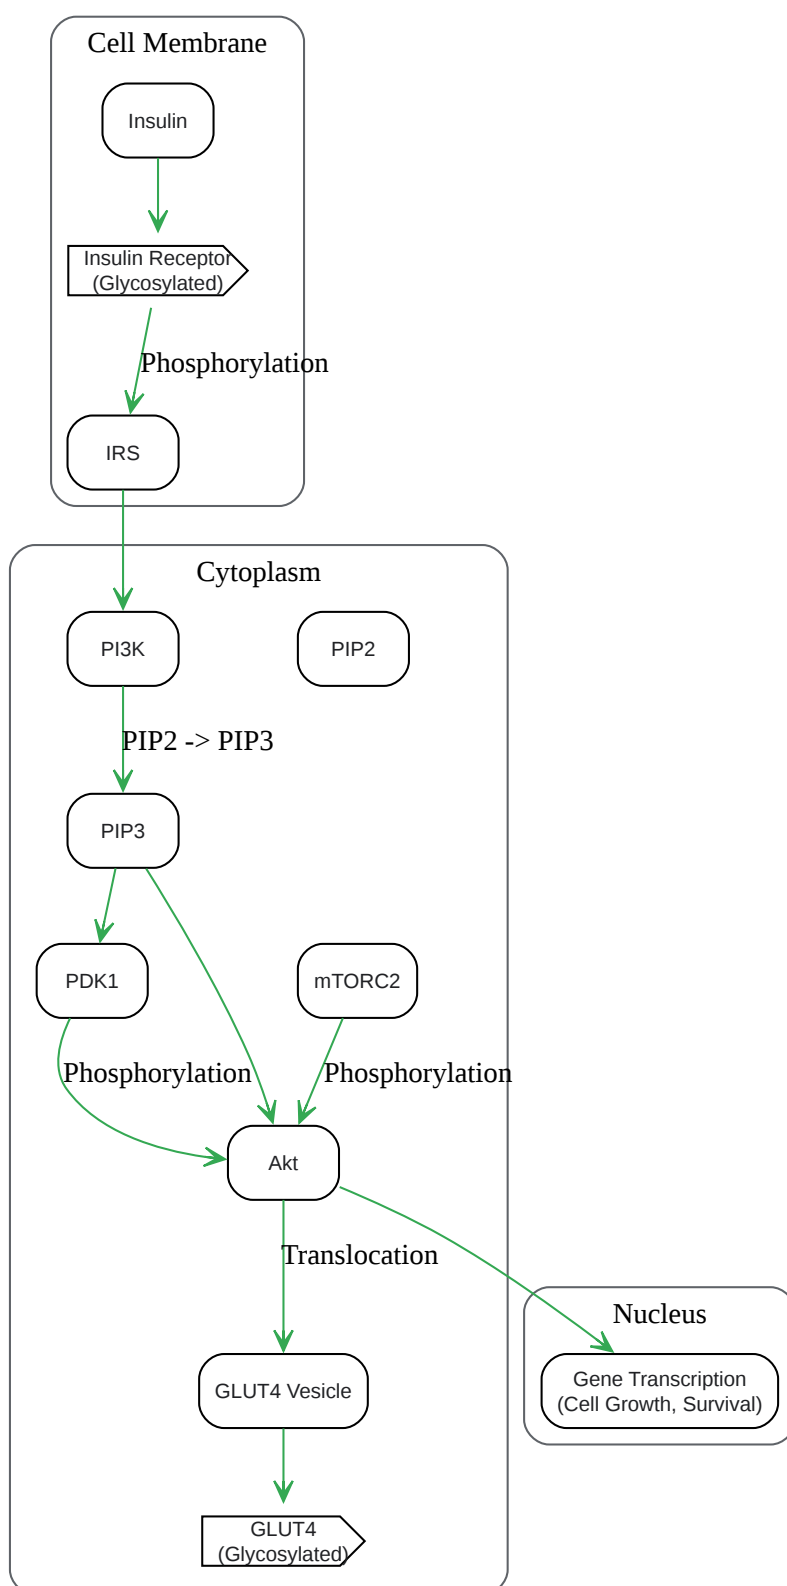 Cell Membrane
Insulin
Insulin Receptor
(Glycosylated)
Phosphorylation
IRS
Cytoplasm
PI3K
PIP2
PIP2 -> PIP3
PIP3
PDK1
mTORC2
Phosphorylation
Phosphorylation
Akt
Translocation
Nucleus
GLUT4 Vesicle
Gene Transcription
(Cell Growth, Survival)
GLUT4
(Glycosylated)